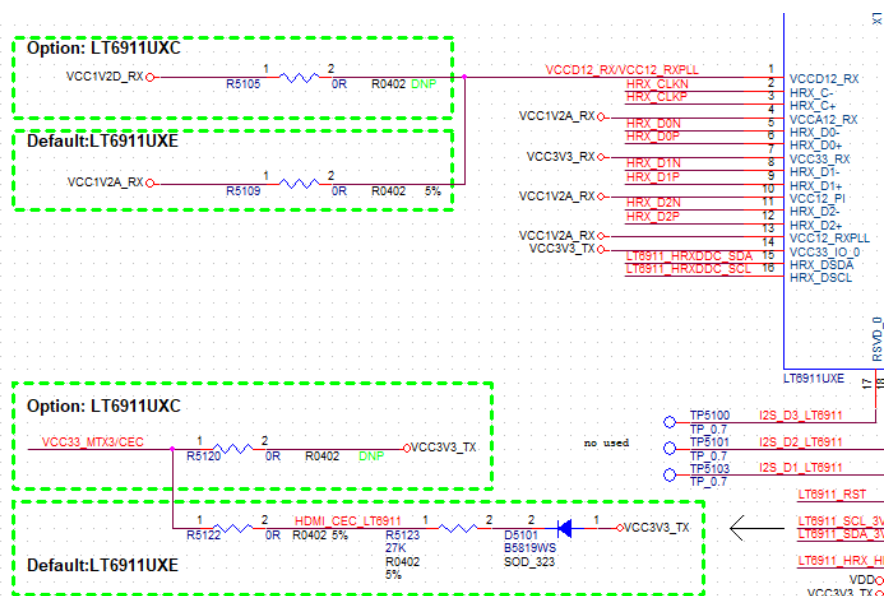 Option: LT6911UXC
VCC1V2D_RX
1
2
R5105
0R
R0402
DNP
Default:LT6911UXE
VCC1V2A_RX
1
2
R5109
0R
R0402
5%
VCCD12_RX/VCC12_RXPLL
1
VCCD12_RX
HRX_CLKN
2
HRX_C-
HRX_CLKP
3
HRX_C+
VCC1V2A_RX
4
VCCA12_RX
HRX_D0N
5
HRX_D0-
HRX_D0P
6
HRX_D0+
VCC3V3_RX
7
VCC33_RX
HRX_D1N
8
HRX_D1-
HRX_D1P
9
HRX_D1+
VCC1V2A_RX
10
VCC12_PI
HRX_D2N
11
HRX_D2-
HRX_D2P
12
HRX_D2+
VCC1V2A_RX
13
VCC12_RXPLL
VCC3V3_TX
14
VCC33_IO_0
LT6911_HRXDDC_SDA
15
HRX_DSDA
LT6911_HRXDDC_SCL
16
HRX_DSCL
LX
RSVD_0
LT6911UXE
17
18
Option: LT6911UXC
VCC33_MTX3/CEC
1
2
R5120
0R
R0402
DNP
VCC3V3_TX
1
2
R5122
0R
R0402 5%
HDMI_CEC_LT6911
1
2
R5123
27K
R0402
5%
2
1
D5101
B5819WS
SOD_323
VCC3V3_TX
Default:LT6911UXE
no used
TP5100
TP_0.7
I2S_D3_LT6911
TP5101
TP_0.7
I2S_D2_LT6911
TP5103
TP_0.7
I2S_D1_LT6911
LT6911_RST
LT6911_SCL_3V
LT6911_SDA_3V
LT6911_HRX_H
VDD
VCC3V3_TX